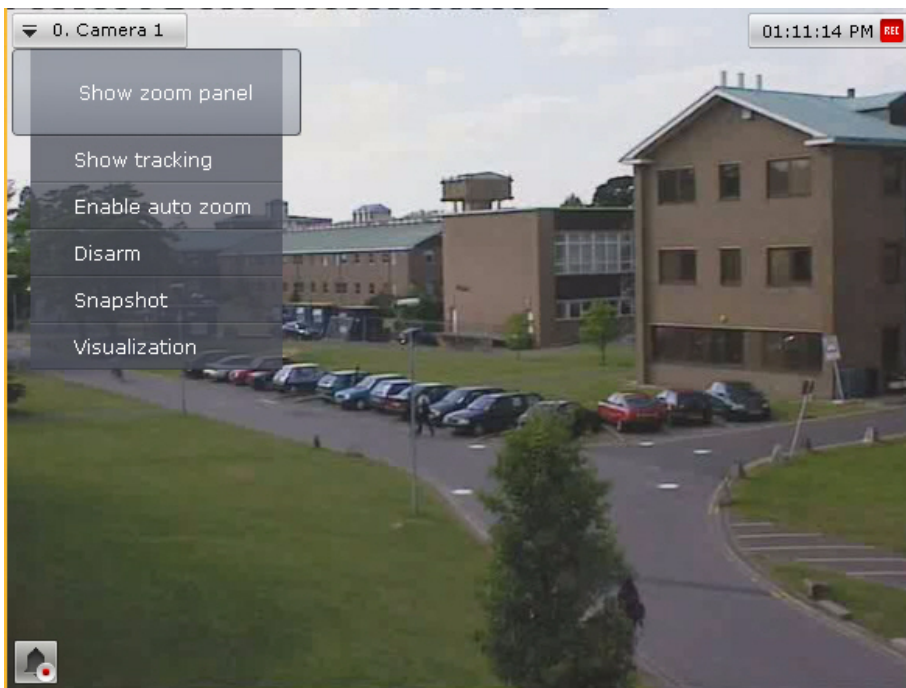 0. Camera 1
01:11:14 PM REC
Show zoom panel
Show tracking
Enable auto zoom
Disarm
Snapshot
Visualization